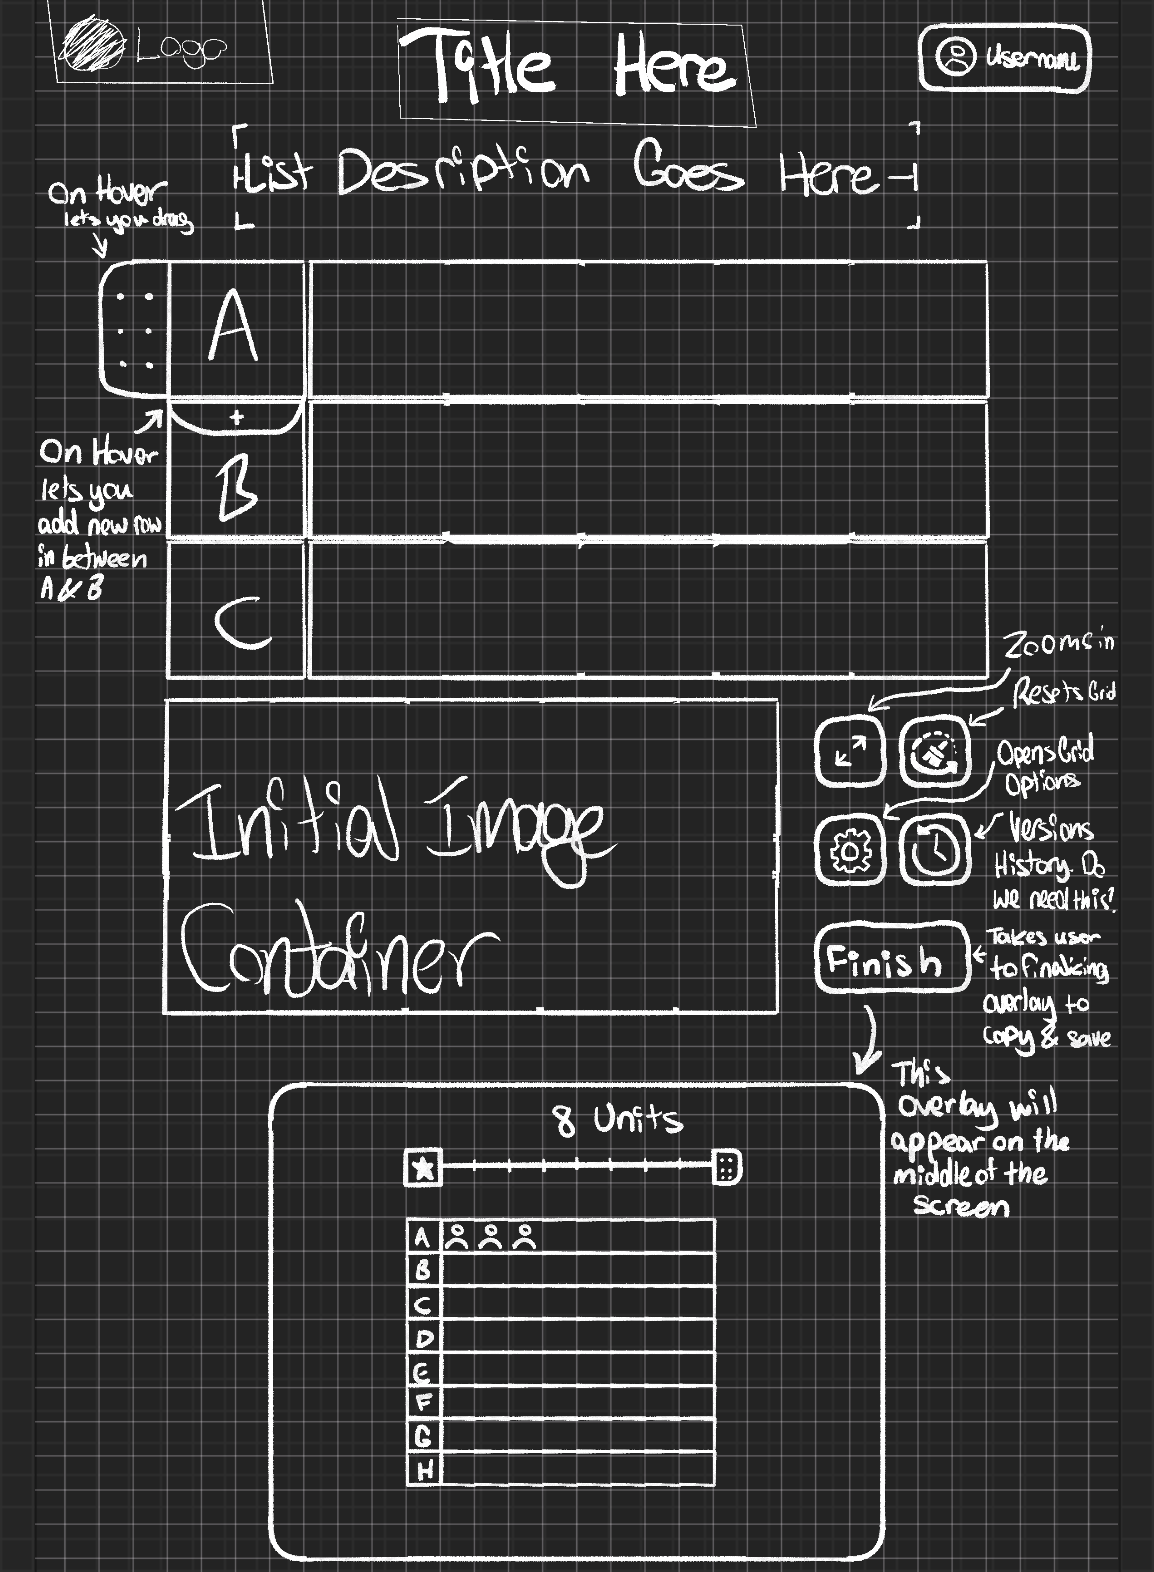 Logo
Title Here
Username
List Desription Goes Here
On Hover
lets you drag
A
+
On Hover
lets you
add new row
in between
A & B
B
C
Zooms in
Resets Grid
Opens Grid
Options
Versions
History. Do
we need this?
Initial Image
Container
Finish
Takes user
to finalizing
overlay to
copy & save
This
overlay will
appear on the
middle of the
screen
8 Units
A
B
C
D
E
F
G
H